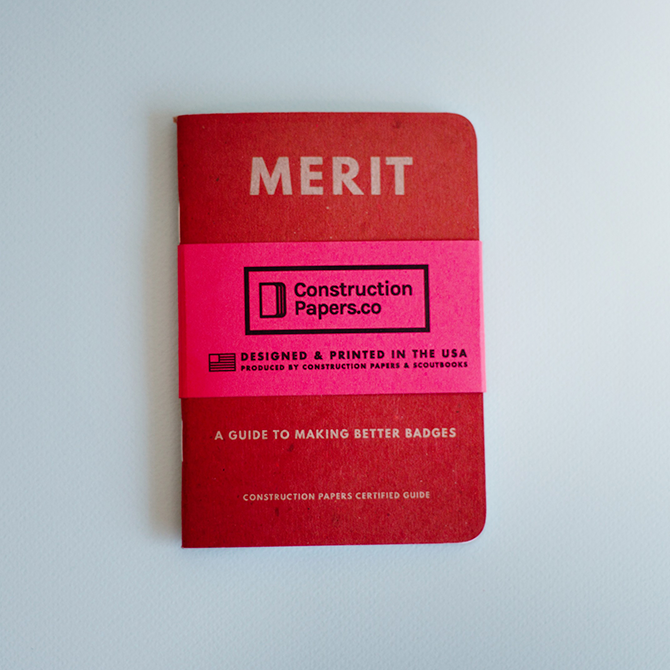 MERIT
Construction
Papers.co
DESIGNED & PRINTED IN THE USA
PRODUCED BY CONSTRUCTION PAPERS & SCOUTBOOKS
A GUIDE TO MAKING BETTER BADGES
CONSTRUCTION PAPERS CERTIFIED GUIDE